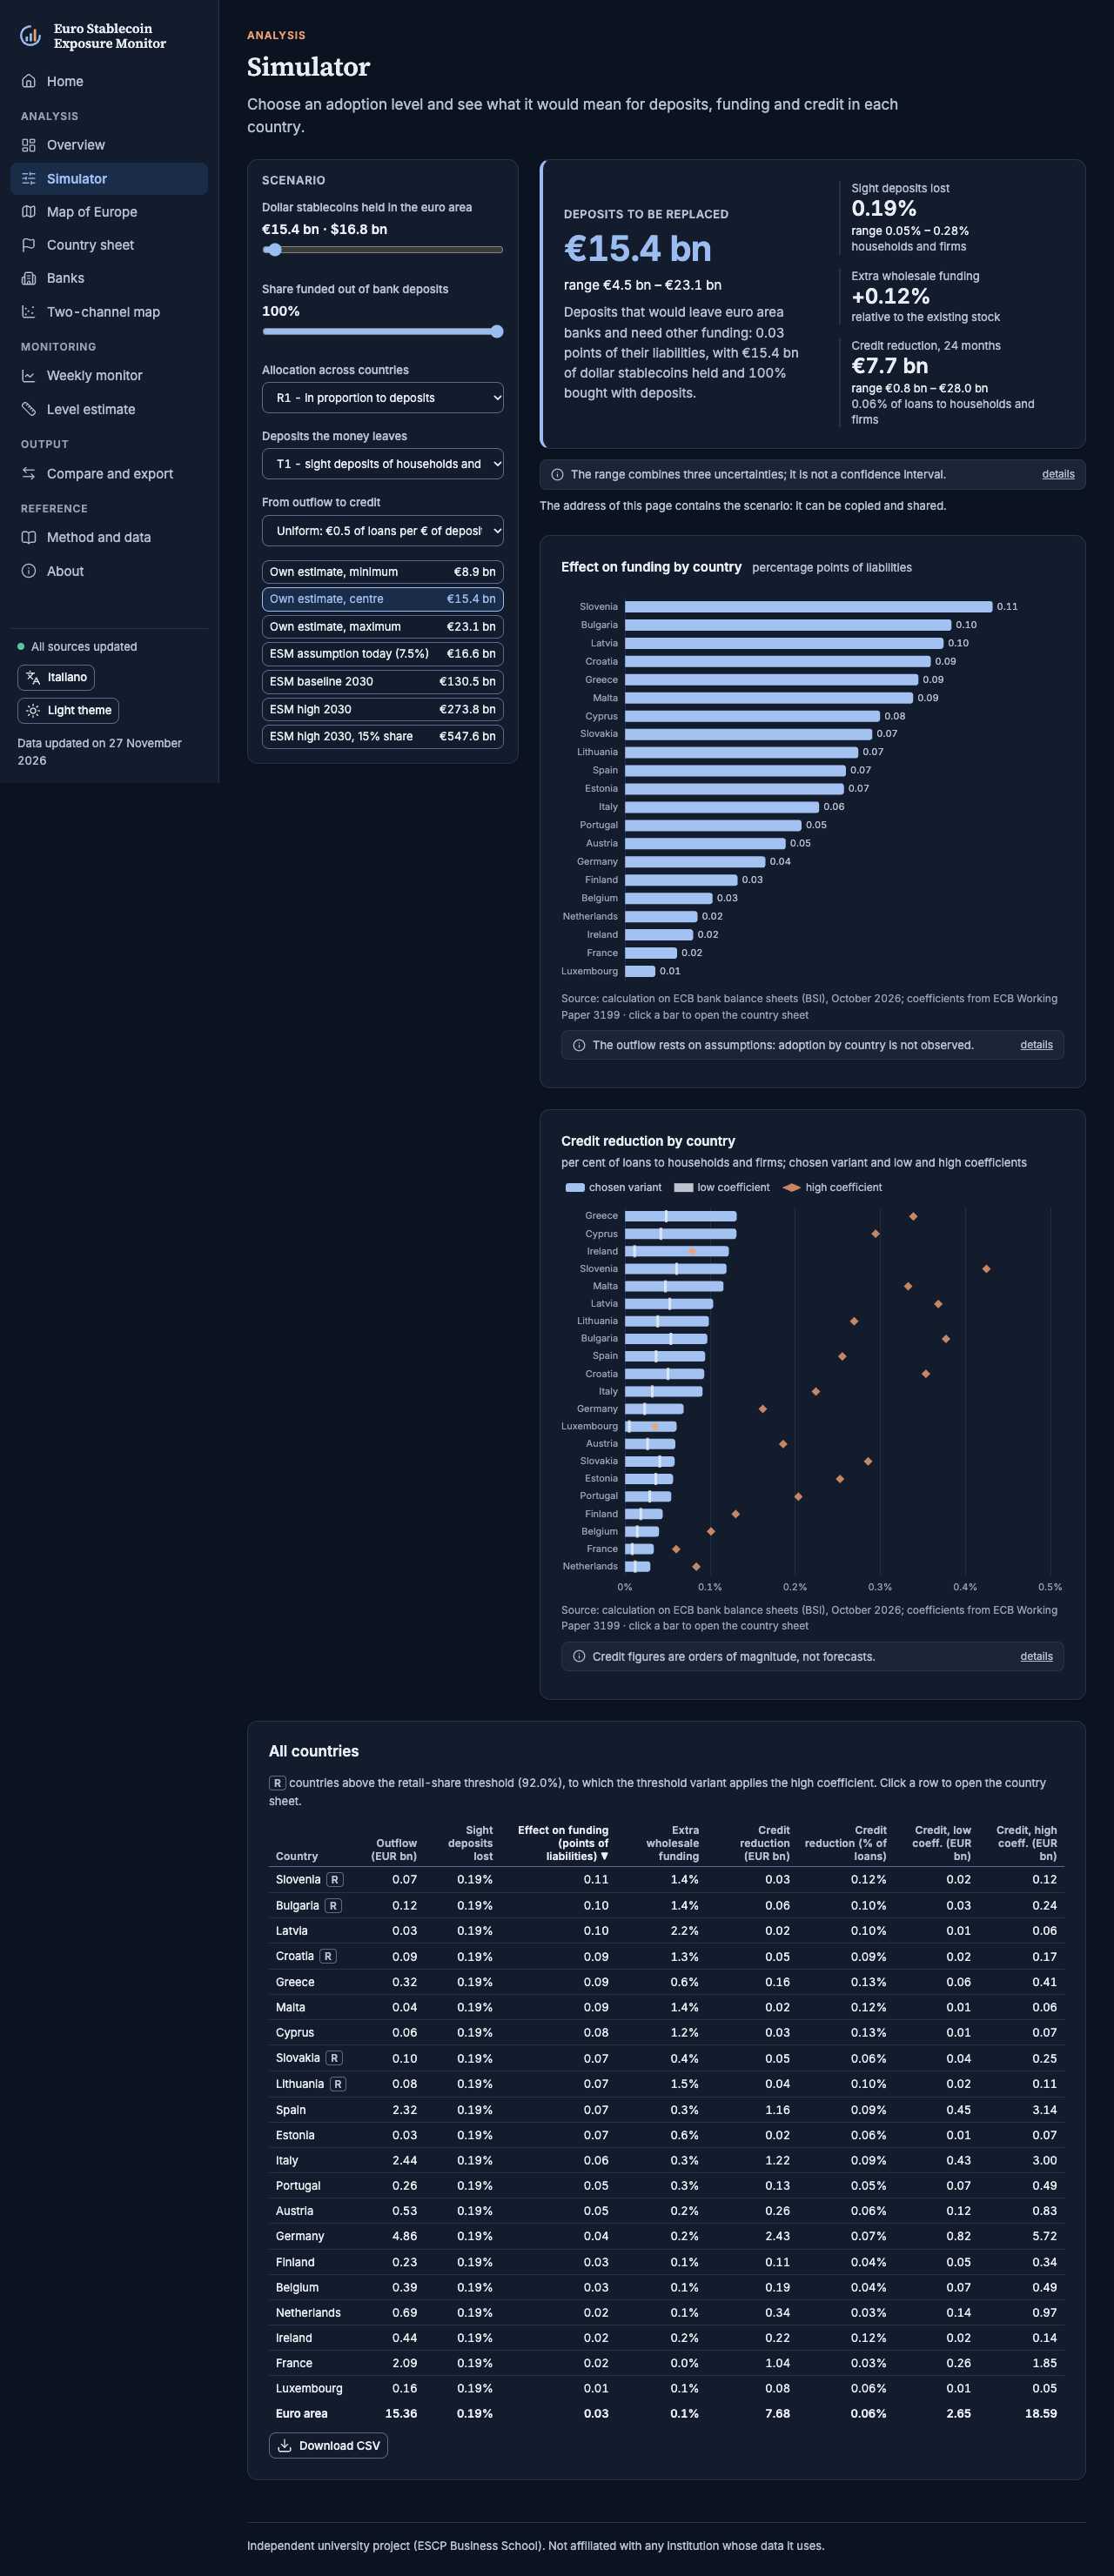 Euro Stablecoin
Exposure Monitor
Home
ANALYSIS
Overview
Simulator
Map of Europe
Country sheet
Banks
Two-channel map
MONITORING
Weekly monitor
Level estimate
OUTPUT
Compare and export
REFERENCE
Method and data
About
All sources updated
Italiano
Light theme
Data updated on 27 November
2026
ANALYSIS
Simulator
Choose an adoption level and see what it would mean for deposits, funding and credit in each
country.
SCENARIO
Dollar stablecoins held in the euro area
€15.4 bn · $16.8 bn
Share funded out of bank deposits
100%
Allocation across countries
R1 - in proportion to deposits
Deposits the money leaves
T1 - sight deposits of households and
From outflow to credit
Uniform: €0.5 of loans per € of deposit
Own estimate, minimum €8.9 bn
Own estimate, centre €15.4 bn
Own estimate, maximum €23.1 bn
ESM assumption today (7.5%) €16.6 bn
ESM baseline 2030 €130.5 bn
ESM high 2030 €273.8 bn
ESM high 2030, 15% share €547.6 bn
DEPOSITS TO BE REPLACED
€15.4 bn
range €4.5 bn – €23.1 bn
Deposits that would leave euro area
banks and need other funding: 0.03
points of their liabilities, with €15.4 bn
of dollar stablecoins held and 100%
bought with deposits.
Sight deposits lost
0.19%
range 0.05% – 0.28%
households and firms
Extra wholesale funding
+0.12%
relative to the existing stock
Credit reduction, 24 months
€7.7 bn
range €0.8 bn – €28.0 bn
0.06% of loans to households and
firms
The range combines three uncertainties; it is not a confidence interval. details
The address of this page contains the scenario: it can be copied and shared.
Effect on funding by country percentage points of liabilities
Slovenia 0.11
Bulgaria 0.10
Latvia 0.10
Croatia 0.09
Greece 0.09
Malta 0.09
Cyprus 0.08
Slovakia 0.07
Lithuania 0.07
Spain 0.07
Estonia 0.07
Italy 0.06
Portugal 0.05
Austria 0.05
Germany 0.04
Finland 0.03
Belgium 0.03
Netherlands 0.02
Ireland 0.02
France 0.02
Luxembourg 0.01
Source: calculation on ECB bank balance sheets (BSI), October 2026; coefficients from ECB Working
Paper 3199 · click a bar to open the country sheet
The outflow rests on assumptions: adoption by country is not observed. details
Credit reduction by country
per cent of loans to households and firms; chosen variant and low and high coefficients
chosen variant low coefficient high coefficient
Greece
Cyprus
Ireland
Slovenia
Malta
Latvia
Lithuania
Bulgaria
Spain
Croatia
Italy
Germany
Luxembourg
Austria
Slovakia
Estonia
Portugal
Finland
Belgium
France
Netherlands
0% 0.1% 0.2% 0.3% 0.4% 0.5%
Source: calculation on ECB bank balance sheets (BSI), October 2026; coefficients from ECB Working
Paper 3199 · click a bar to open the country sheet
Credit figures are orders of magnitude, not forecasts. details
All countries
R countries above the retail-share threshold (92.0%), to which the threshold variant applies the high coefficient. Click a row to open the country
sheet.
Country Outflow (EUR bn) Sight deposits lost Effect on funding (points of liabilities) ▼ Extra wholesale funding Credit reduction (EUR bn) Credit reduction (% of loans) Credit, low coeff. (EUR bn) Credit, high coeff. (EUR bn)
Slovenia R 0.07 0.19% 0.11 1.4% 0.03 0.12% 0.02 0.12
Bulgaria R 0.12 0.19% 0.10 1.4% 0.06 0.10% 0.03 0.24
Latvia 0.03 0.19% 0.10 2.2% 0.02 0.10% 0.01 0.06
Croatia R 0.09 0.19% 0.09 1.3% 0.05 0.09% 0.02 0.17
Greece 0.32 0.19% 0.09 0.6% 0.16 0.13% 0.06 0.41
Malta 0.04 0.19% 0.09 1.4% 0.02 0.12% 0.01 0.06
Cyprus 0.06 0.19% 0.08 1.2% 0.03 0.13% 0.01 0.07
Slovakia R 0.10 0.19% 0.07 0.4% 0.05 0.06% 0.04 0.25
Lithuania R 0.08 0.19% 0.07 1.5% 0.04 0.10% 0.02 0.11
Spain 2.32 0.19% 0.07 0.3% 1.16 0.09% 0.45 3.14
Estonia 0.03 0.19% 0.07 0.6% 0.02 0.06% 0.01 0.07
Italy 2.44 0.19% 0.06 0.3% 1.22 0.09% 0.43 3.00
Portugal 0.26 0.19% 0.05 0.3% 0.13 0.05% 0.07 0.49
Austria 0.53 0.19% 0.05 0.2% 0.26 0.06% 0.12 0.83
Germany 4.86 0.19% 0.04 0.2% 2.43 0.07% 0.82 5.72
Finland 0.23 0.19% 0.03 0.1% 0.11 0.04% 0.05 0.34
Belgium 0.39 0.19% 0.03 0.1% 0.19 0.04% 0.07 0.49
Netherlands 0.69 0.19% 0.02 0.1% 0.34 0.03% 0.14 0.97
Ireland 0.44 0.19% 0.02 0.2% 0.22 0.12% 0.02 0.14
France 2.09 0.19% 0.02 0.0% 1.04 0.03% 0.26 1.85
Luxembourg 0.16 0.19% 0.01 0.1% 0.08 0.06% 0.01 0.05
Euro area 15.36 0.19% 0.03 0.1% 7.68 0.06% 2.65 18.59
Download CSV
Independent university project (ESCP Business School). Not affiliated with any institution whose data it uses.